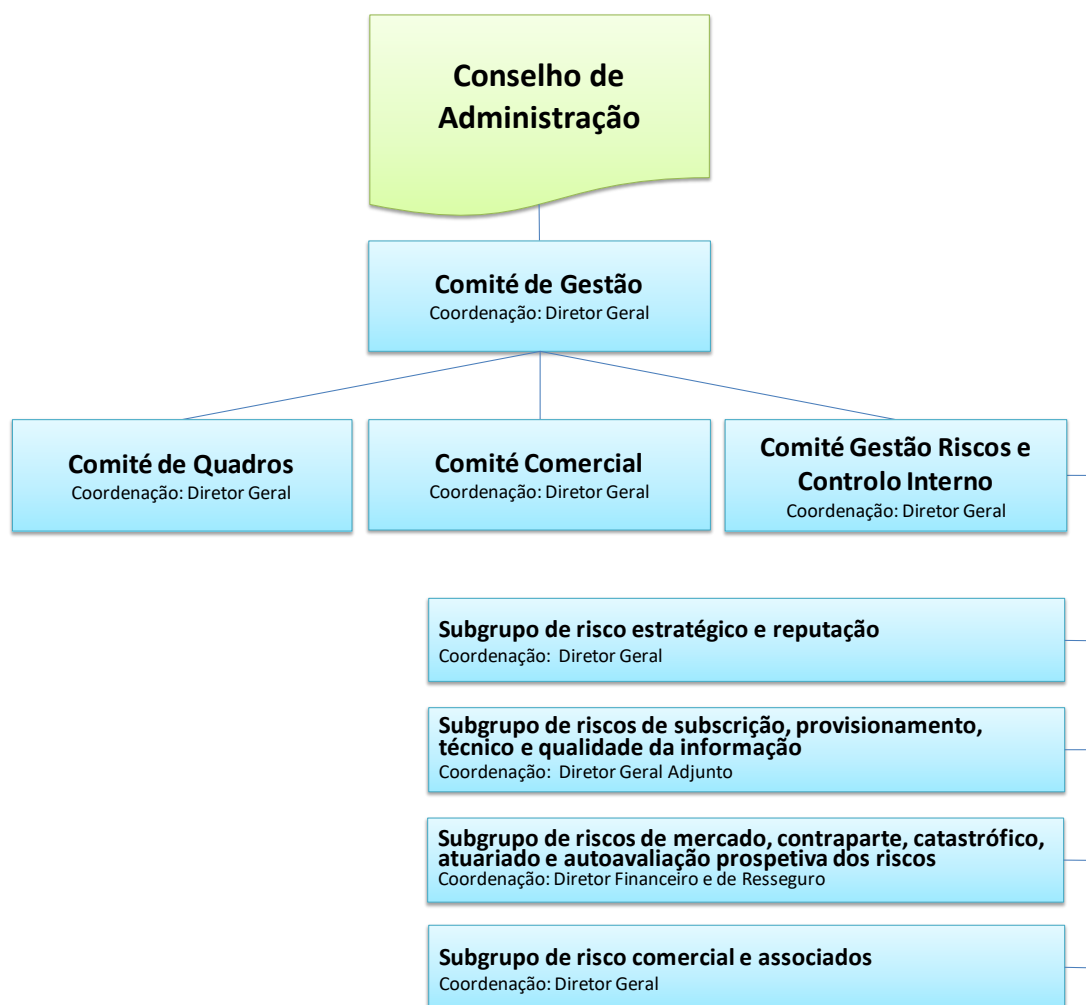 Conselho de
Administração
Comité de Gestão
Coordenação: Diretor Geral
Comité de Quadros
Coordenação: Diretor Geral
Comité Comercial
Coordenação: Diretor Geral
Comité Gestão Riscos e
Controlo Interno
Coordenação: Diretor Geral
Subgrupo de risco estratégico e reputação
Coordenação: Diretor Geral
Subgrupo de riscos de subscrição, provisionamento,
técnico e qualidade da informação
Coordenação: Diretor Geral Adjunto
Subgrupo de riscos de mercado, contraparte, catastrófico,
atuariado e autoavaliação prospetiva dos riscos
Coordenação: Diretor Financeiro e de Resseguro
Subgrupo de risco comercial e associados
Coordenação: Diretor Geral